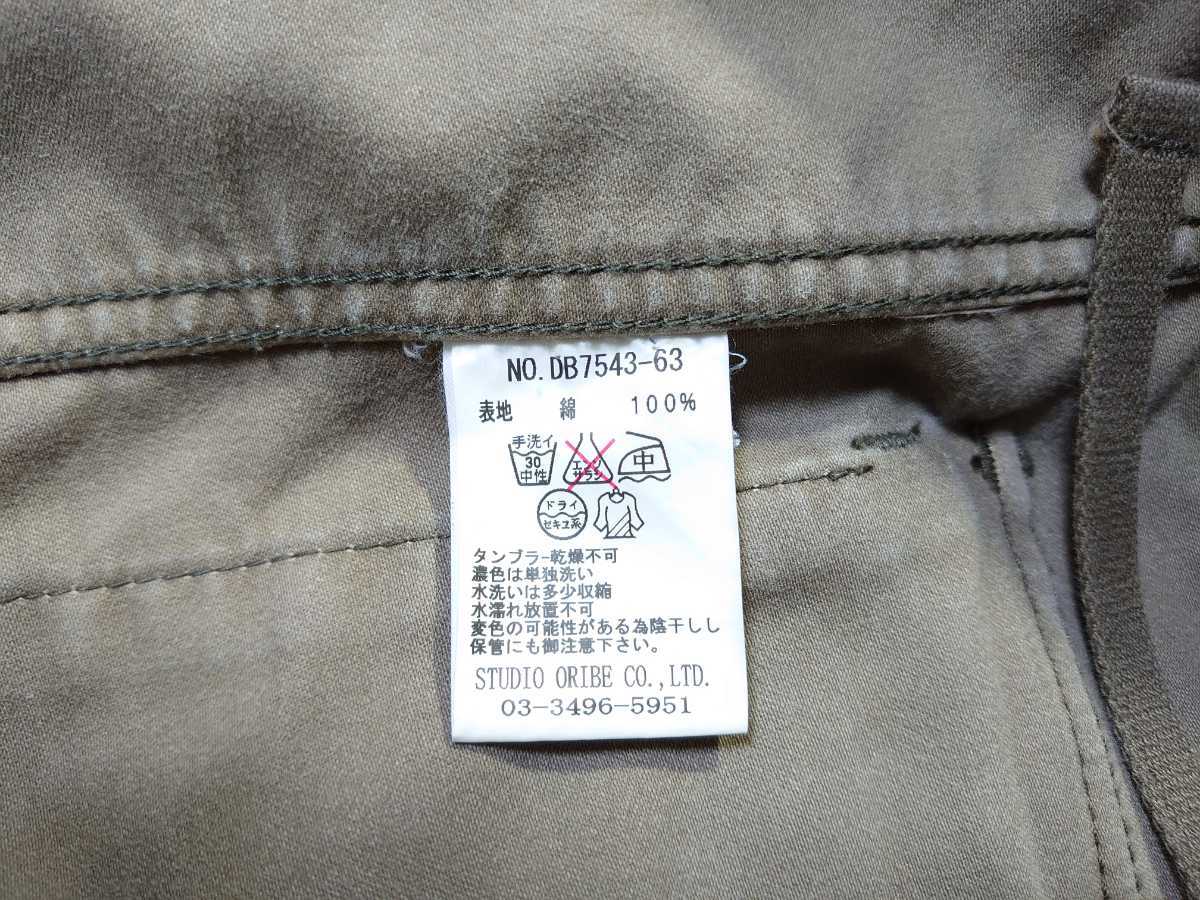 NO.DB7543-63
表地 綿 100%
手洗イ
30
中性
エンソ
サラシ
中
ドライ
セキユ系
タンブラー乾燥不可
濃色は単独洗い
水洗いは多少収縮
水濡れ放置不可
変色の可能性がある為陰干しし
保管にも御注意下さい。
STUDIO ORIBE CO.,LTD.
03-3496-5951